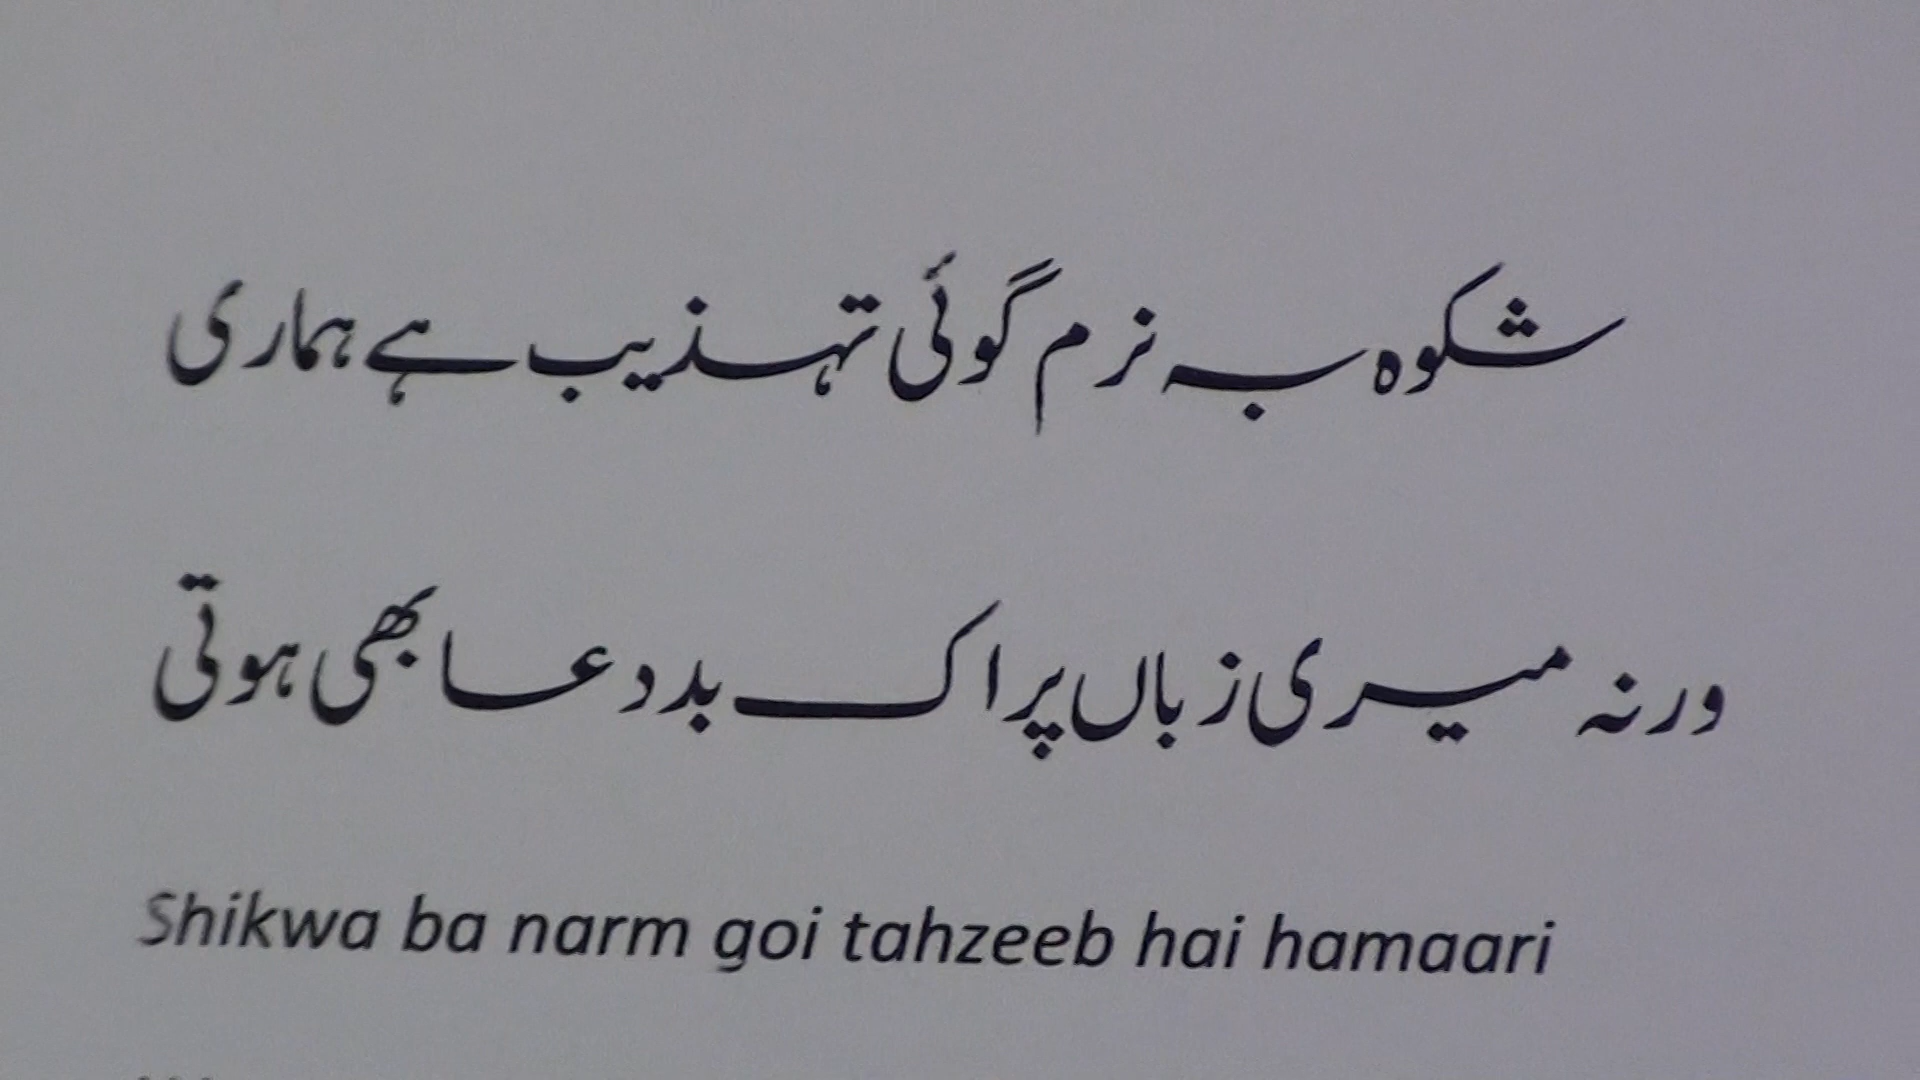 شکوہ بہ نرم گوئی تہذیب ہے ہماری
ورنہ میری زباں پر اک بددعا بھی ہوتی
Shikwa ba narm goi tahzeeb hai hamaari